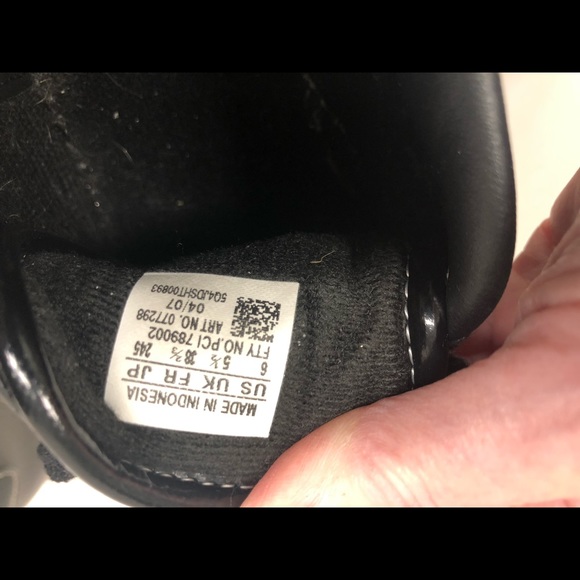 MADE IN INDONESIA
US UK FR JP
6 5½ 38⅔ 245
FTY NO.PCI 789002
ART NO. 077298
04/07
5Q4JDSHT00893